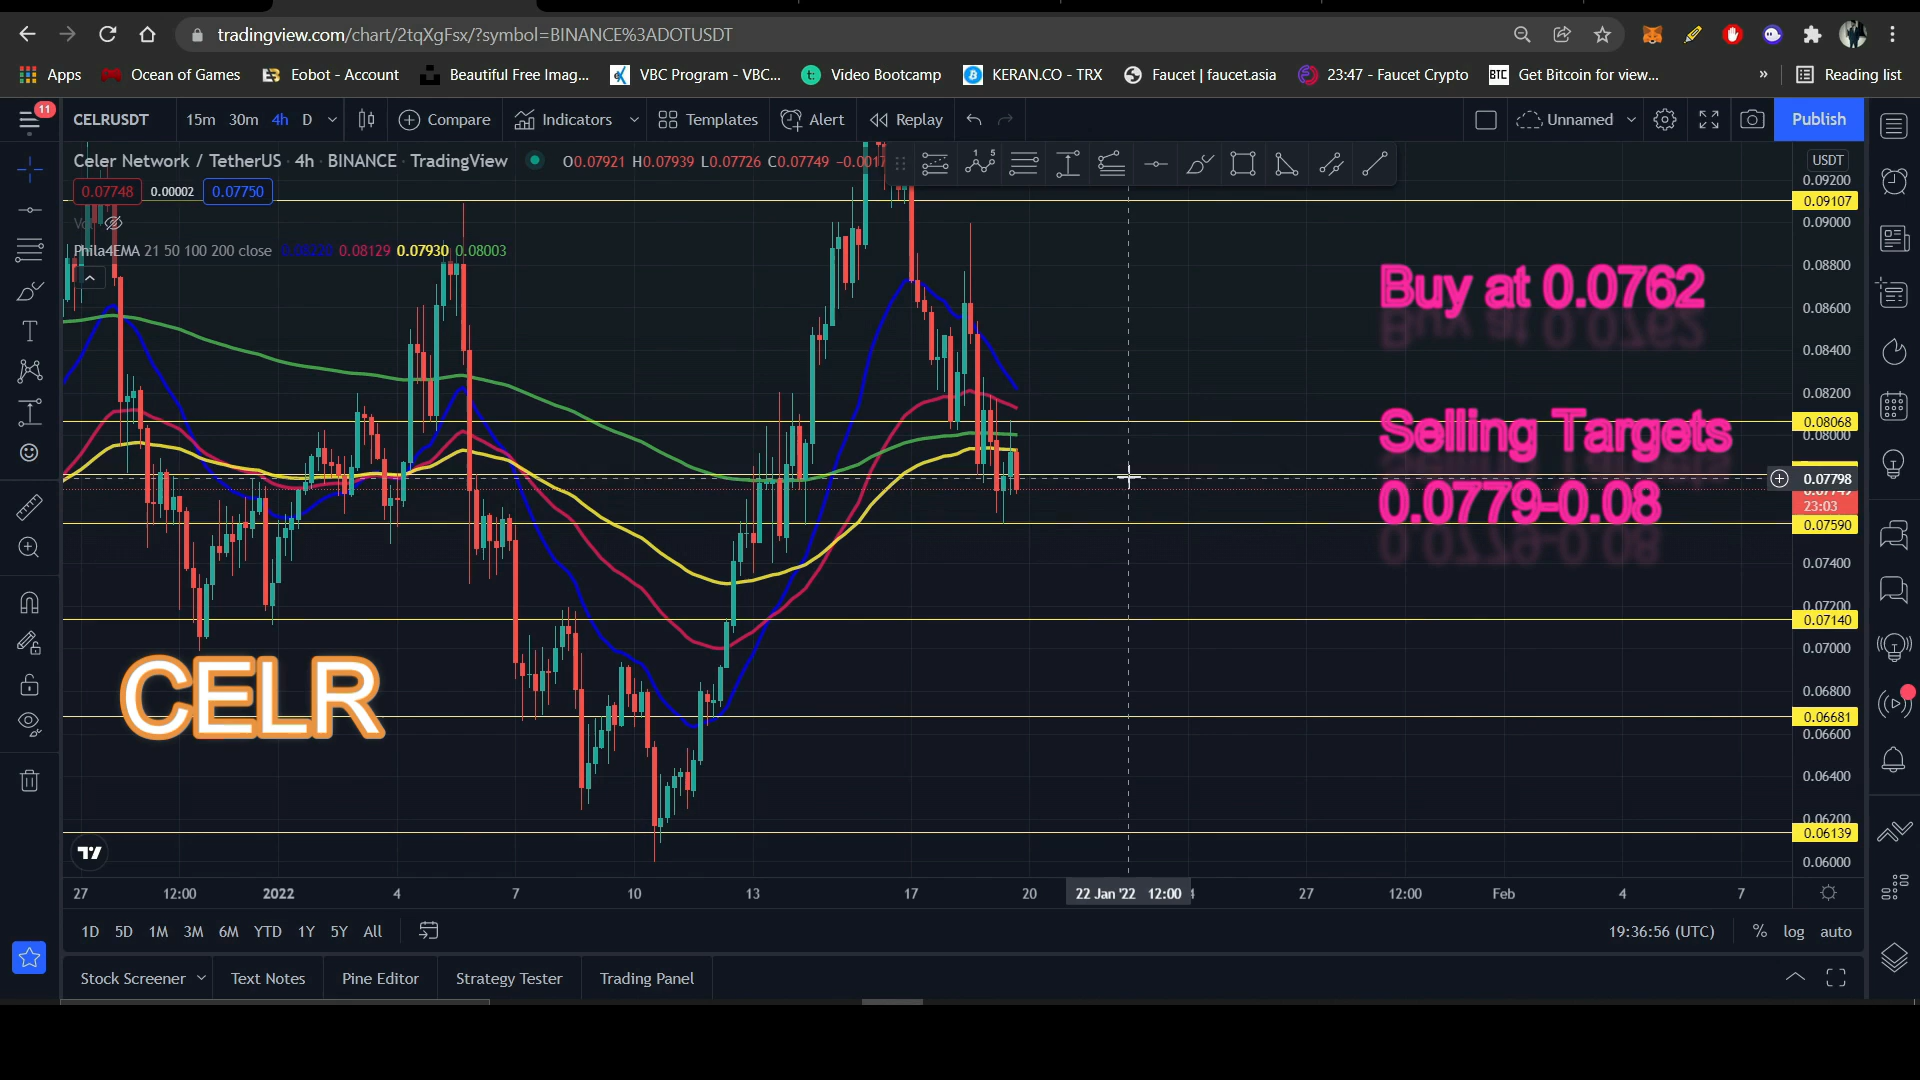 tradingview.com/chart/2tqXgFsx/?symbol=BINANCE%3ADOTUSDT
Apps Ocean of Games Eobot - Account Beautiful Free Imag... VBC Program - VBC... Video Bootcamp KERAN.CO - TRX Faucet | faucet.asia 23:47 - Faucet Crypto BTC Get Bitcoin for view... » Reading list
11 CELRUSDT 15m 30m 4h D Compare Indicators Templates Alert Replay Unnamed Publish
Celer Network / TetherUS · 4h · BINANCE · TradingView O0.07921 H0.07939 L0.07726 C0.07749 USDT
0.07748 0.00002 0.07750
Phila4EMA 21 50 100 200 close 0.08129 0.07930 0.08003
0.09200
0.09107
0.09000
0.08800
0.08600
0.08400
0.08200
0.08068
0.08000
0.07798
23:03
0.07590
0.07400
0.07200
0.07140
0.07000
0.06800
0.06681
0.06600
0.06400
0.06200
0.06139
0.06000
Buy at 0.0762
Selling Targets
0.0779-0.08
CELR
27 12:00 2022 4 7 10 13 17 20 22 Jan '22 12:00 27 12:00 Feb 4 7
1D 5D 1M 3M 6M YTD 1Y 5Y All 19:36:56 (UTC) % log auto
Stock Screener Text Notes Pine Editor Strategy Tester Trading Panel